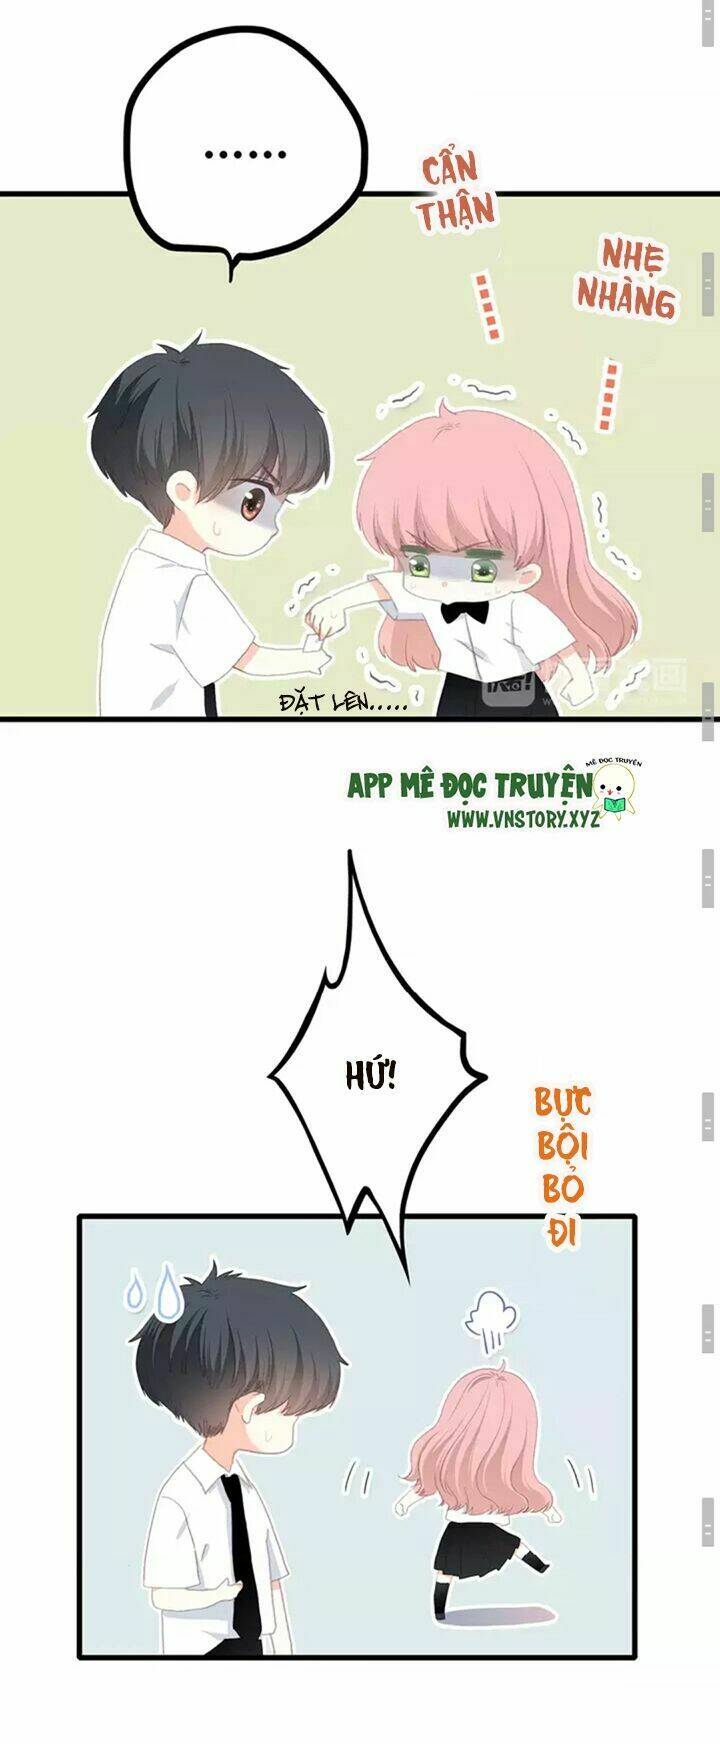 ......
CẨN
THẬN
NHẸ
NHÀNG
ĐẶT LÊN.....
MÊ ĐỌC TRUYỆN
APP MÊ ĐỌC TRUYỆN
WWW.VNSTORY.XYZ
HỨ!
BỰC
BỘI
BỎ
ĐI